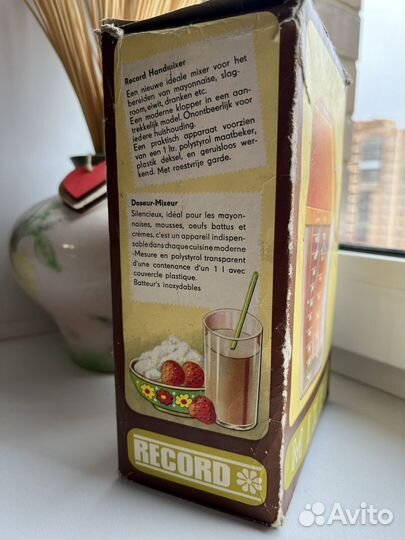 RECORD
Record Handmixer
Een nieuwe ideale mixer voor het
bereiden van mayonnaise, slag-
room, eiwit, dranken etc.
Een moderne klopper in een aan-
trekkelijk model. Onontbeerlijk voor
iedere huishouding.
Een praktisch apparaat voorzien
van een 1 ltr. polystyrol maatbeker,
plastik deksel, en geruisloos wer-
kend. Met roestvrije garde.
Doseur-Mixeur
Silencieux, idéal pour les mayon-
naises, mousses, oeufs battus et
crèmes, c'est un appareil indispen-
sable dans chaque cuisine moderne
-Mesure en polystyrol transparent
d'une contenance d'un 1 l avec
couvercle plastique.
Batteur's inoxydables
RECORD
Avito